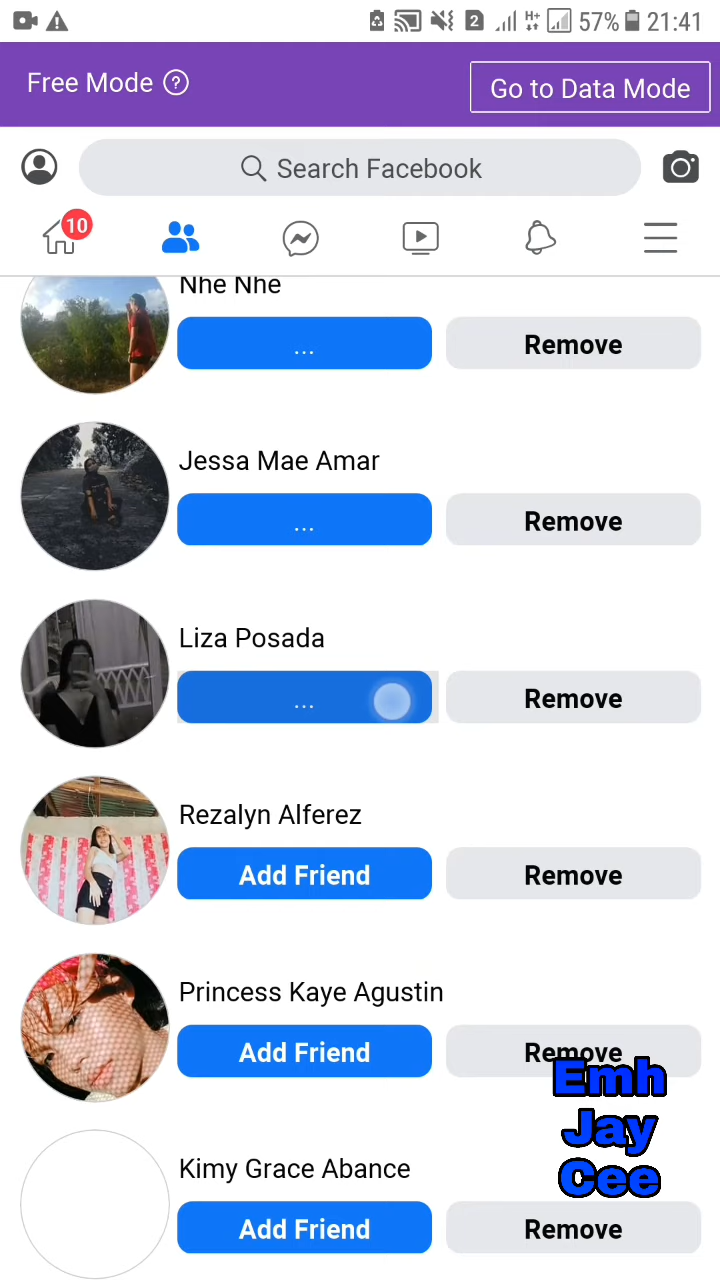 2 H+ 57% 21:41
Free Mode ? Go to Data Mode
Search Facebook
10
Nhe Nhe
... Remove
Jessa Mae Amar
... Remove
Liza Posada
... Remove
Rezalyn Alferez
Add Friend Remove
Princess Kaye Agustin
Add Friend Remove
Emh
Jay
Cee
Kimy Grace Abance
Add Friend Remove